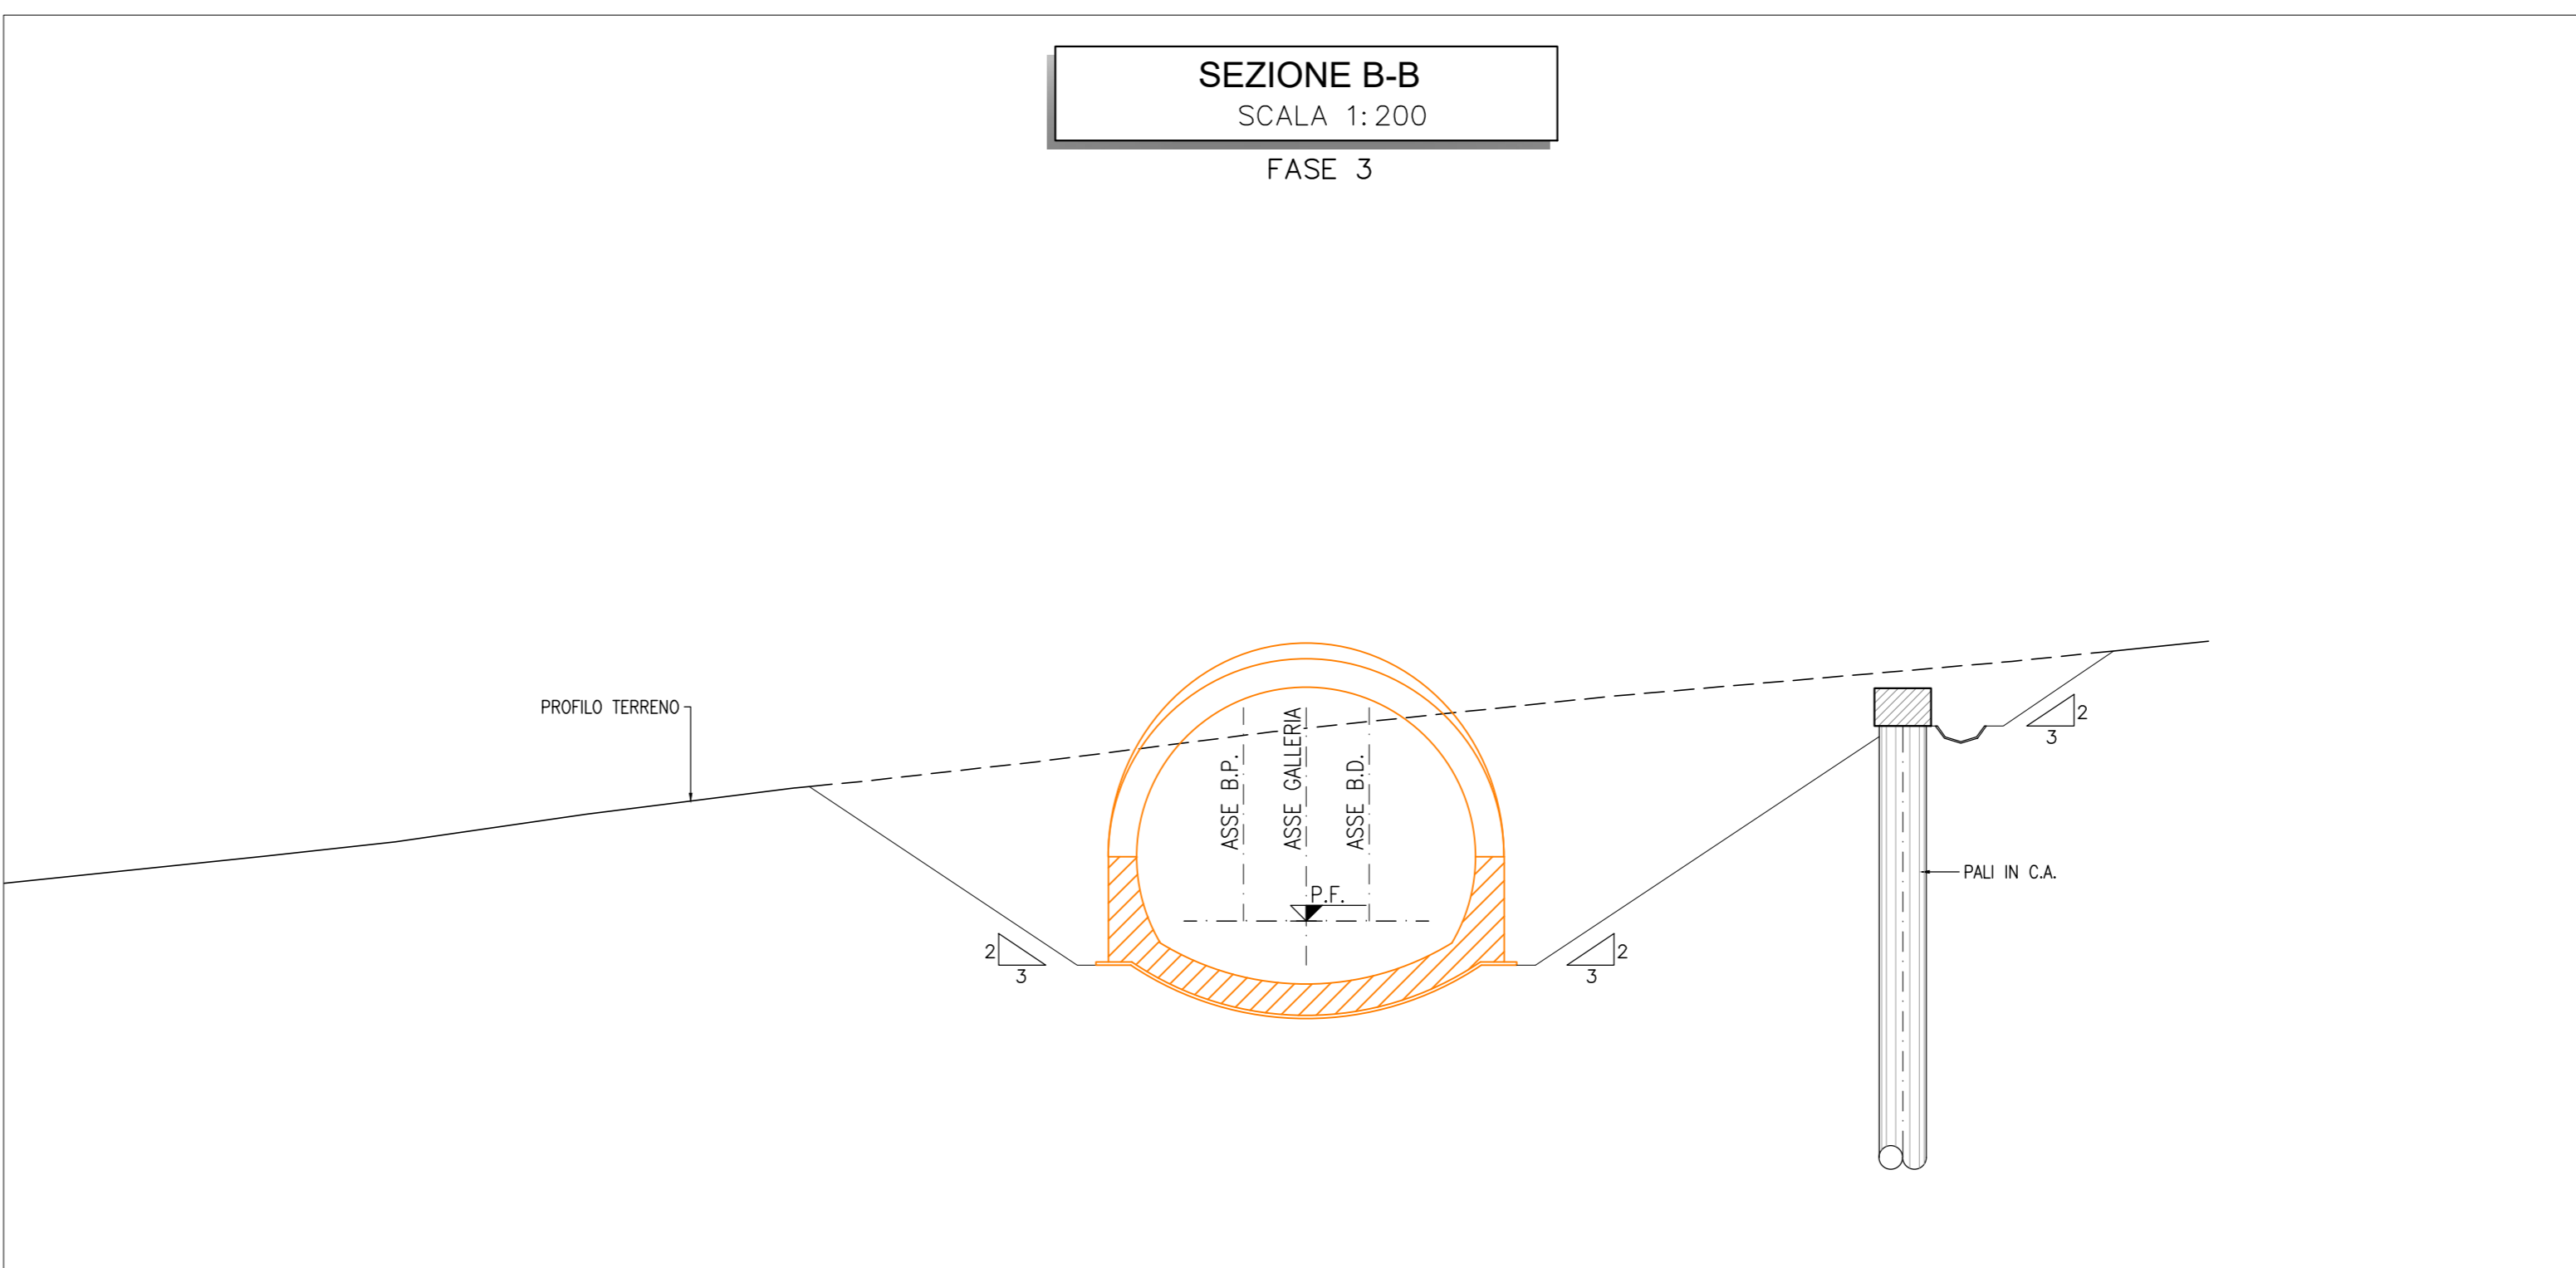 SEZIONE B-B
SCALA 1:200
FASE 3
PROFILO TERRENO
ASSE B.P.
ASSE GALLERIA
ASSE B.D.
P.F.
2
3
2
3
2
3
PALI IN C.A.